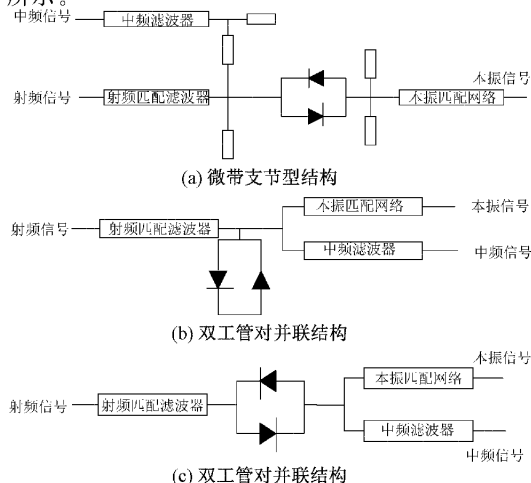 所示。
中频信号 中频滤波器
射频信号 射频匹配滤波器 本振匹配网络 本振信号
(a) 微带支节型结构
射频信号 射频匹配滤波器 本振匹配网络 本振信号
中频滤波器 中频信号
(b) 双工管对并联结构
射频信号 射频匹配滤波器 本振匹配网络 本振信号
中频滤波器 中频信号
(c) 双工管对并联结构